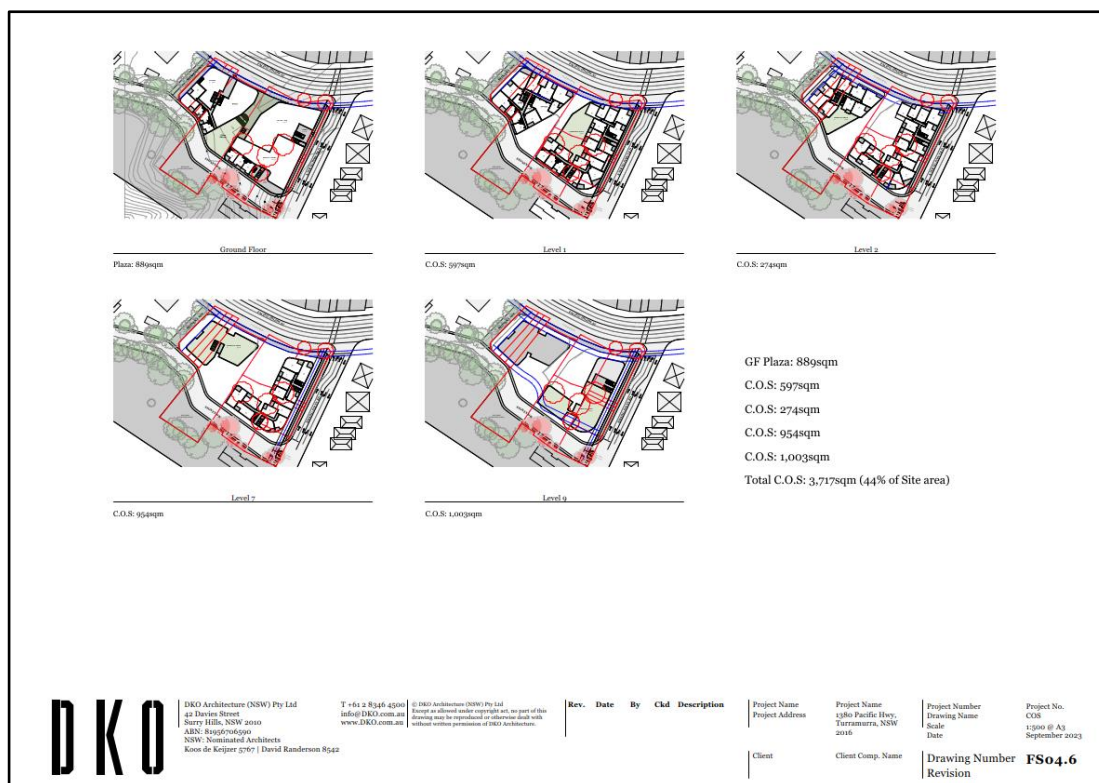 Ground Floor
Plaza: 889sqm
Level 1
C.O.S: 597sqm
Level 2
C.O.S: 274sqm
Level 7
C.O.S: 954sqm
Level 9
C.O.S: 1,003sqm
GF Plaza: 889sqm
C.O.S: 597sqm
C.O.S: 274sqm
C.O.S: 954sqm
C.O.S: 1,003sqm
Total C.O.S: 3,717sqm (44% of Site area)
DKO
DKO Architecture (NSW) Pty Ltd
42 Davies Street
Surry Hills, NSW 2010
ABN: 81956706590
NSW: Nominated Architects
Koos de Keijzer 5767 | David Randerson 8542
T +61 2 8346 4500
info@DKO.com.au
www.DKO.com.au
© DKO Architecture (NSW) Pty Ltd
Except as allowed under copyright act, no part of this
drawing may be reproduced or otherwise dealt with
without written permission of DKO Architecture.
Rev. Date By Ckd Description
Project Name
Project Address
Client
Project Name
1380 Pacific Hwy,
Turramurra, NSW
2016
Client Comp. Name
Project Number
Drawing Name
Scale
Date
Project No.
COS
1:500 @ A3
September 2023
Drawing Number FS04.6
Revision